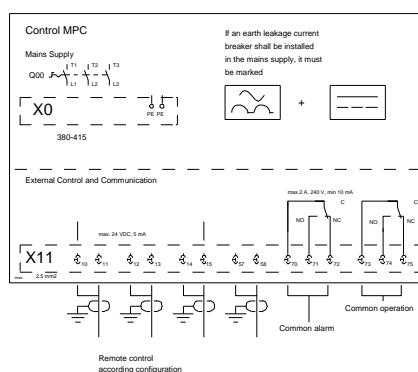 Control MPC
Mains Supply
If an earth leakage current
breaker shall be installed
in the mains supply, it must
be marked
T1 T2 T3
Q00
L1 L2 L3
+
X0
PE PE
380-415
External Control and Communication
max.2 A, 240 V, min 10 mA
C C
NO NC NO NC
max. 24 VDC, 5 mA
X11
10 11 12 13 14 15 57 58 70 71 72 73 74 75
max. 2.5 mm2
Common operation
Common alarm
Remote control
according configuration